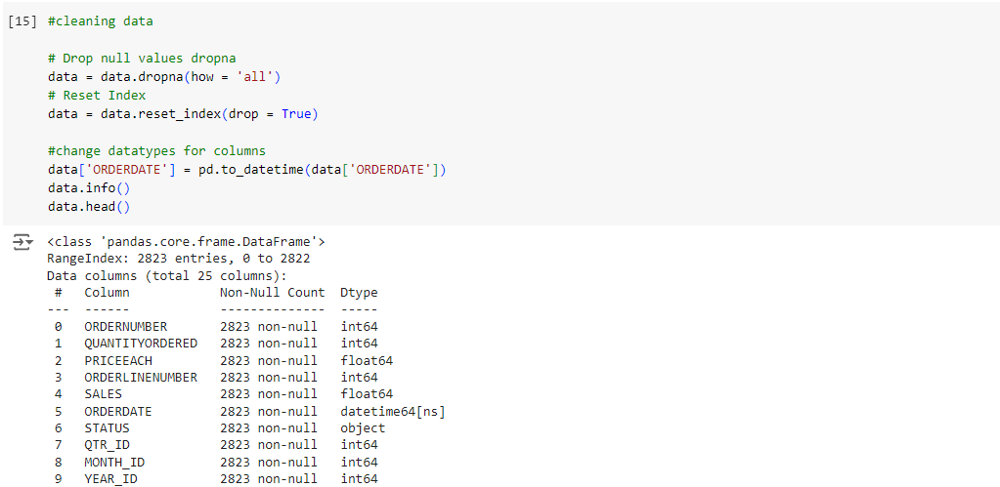 [15] #cleaning data
# Drop null values dropna
data = data.dropna(how = 'all')
# Reset Index
data = data.reset_index(drop = True)
#change datatypes for columns
data['ORDERDATE'] = pd.to_datetime(data['ORDERDATE'])
data.info()
data.head()
<class 'pandas.core.frame.DataFrame'>
RangeIndex: 2823 entries, 0 to 2822
Data columns (total 25 columns):
 #   Column           Non-Null Count  Dtype
---  ------           --------------  -----
 0   ORDERNUMBER      2823 non-null   int64
 1   QUANTITYORDERED  2823 non-null   int64
 2   PRICEEACH        2823 non-null   float64
 3   ORDERLINENUMBER  2823 non-null   int64
 4   SALES            2823 non-null   float64
 5   ORDERDATE        2823 non-null   datetime64[ns]
 6   STATUS           2823 non-null   object
 7   QTR_ID           2823 non-null   int64
 8   MONTH_ID         2823 non-null   int64
 9   YEAR_ID          2823 non-null   int64